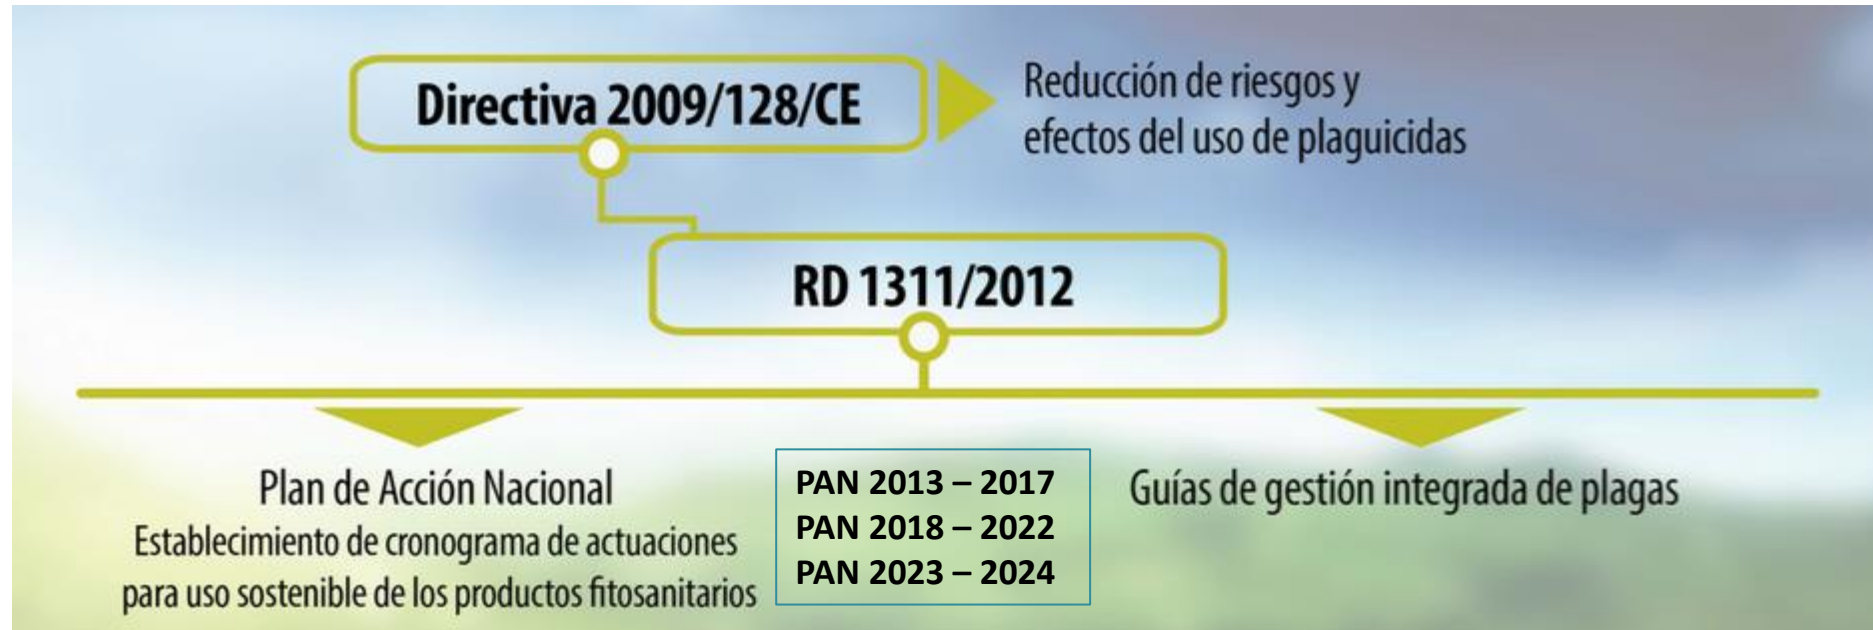 Directiva 2009/128/CE
Reducción de riesgos y
efectos del uso de plaguicidas
RD 1311/2012
Plan de Acción Nacional
Establecimiento de cronograma de actuaciones
para uso sostenible de los productos fitosanitarios
PAN 2013 – 2017
PAN 2018 – 2022
PAN 2023 – 2024
Guías de gestión integrada de plagas